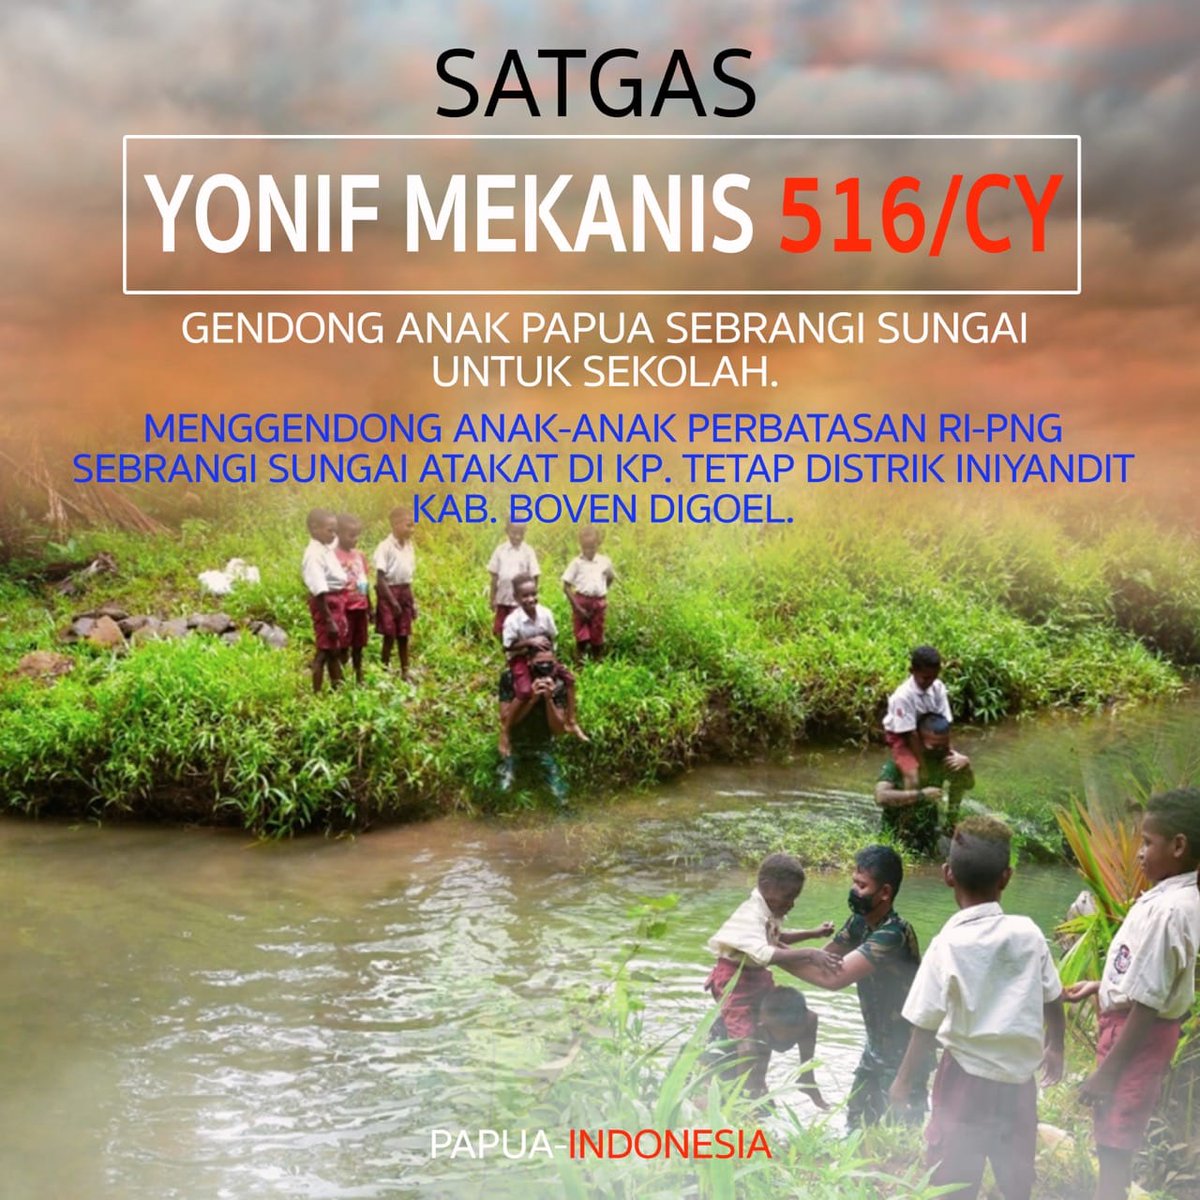 SATGAS
YONIF MEKANIS 516/CY
GENDONG ANAK PAPUA SEBRANGI SUNGAI
UNTUK SEKOLAH.
MENGGENDONG ANAK-ANAK PERBATASAN RI-PNG
SEBRANGI SUNGAI ATAKAT DI KP. TETAP DISTRIK INIYANDIT
KAB. BOVEN DIGOEL.
PAPUA-INDONESIA